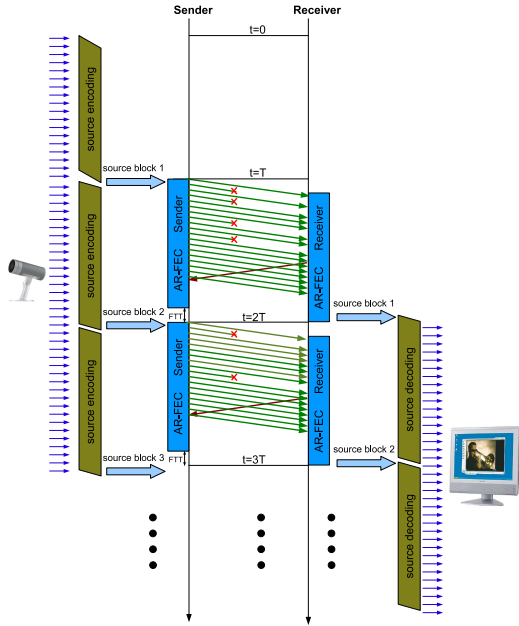 Sender
Receiver
t=0
source encoding
source block 1
t=T
AR-FEC Sender
AR-FEC Receiver
source encoding
source block 1
source block 2
FTT
t=2T
source encoding
AR-FEC Sender
AR-FEC Receiver
source decoding
source block 2
source block 3
FTT
t=3T
source decoding